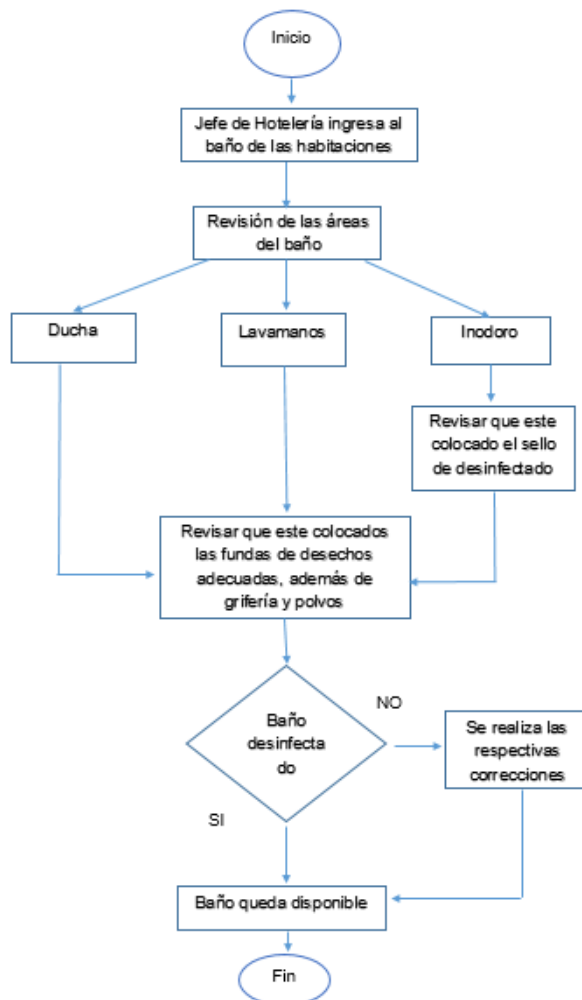 Inicio
Jefe de Hotelería ingresa al
baño de las habitaciones
Revisión de las áreas
del baño
Ducha
Lavamanos
Inodoro
Revisar que este
colocado el sello
de desinfectado
Revisar que este colocados
las fundas de desechos
adecuadas, además de
grifería y polvos
NO
Baño
desinfecta
do
Se realiza las
respectivas
correcciones
SI
Baño queda disponible
Fin